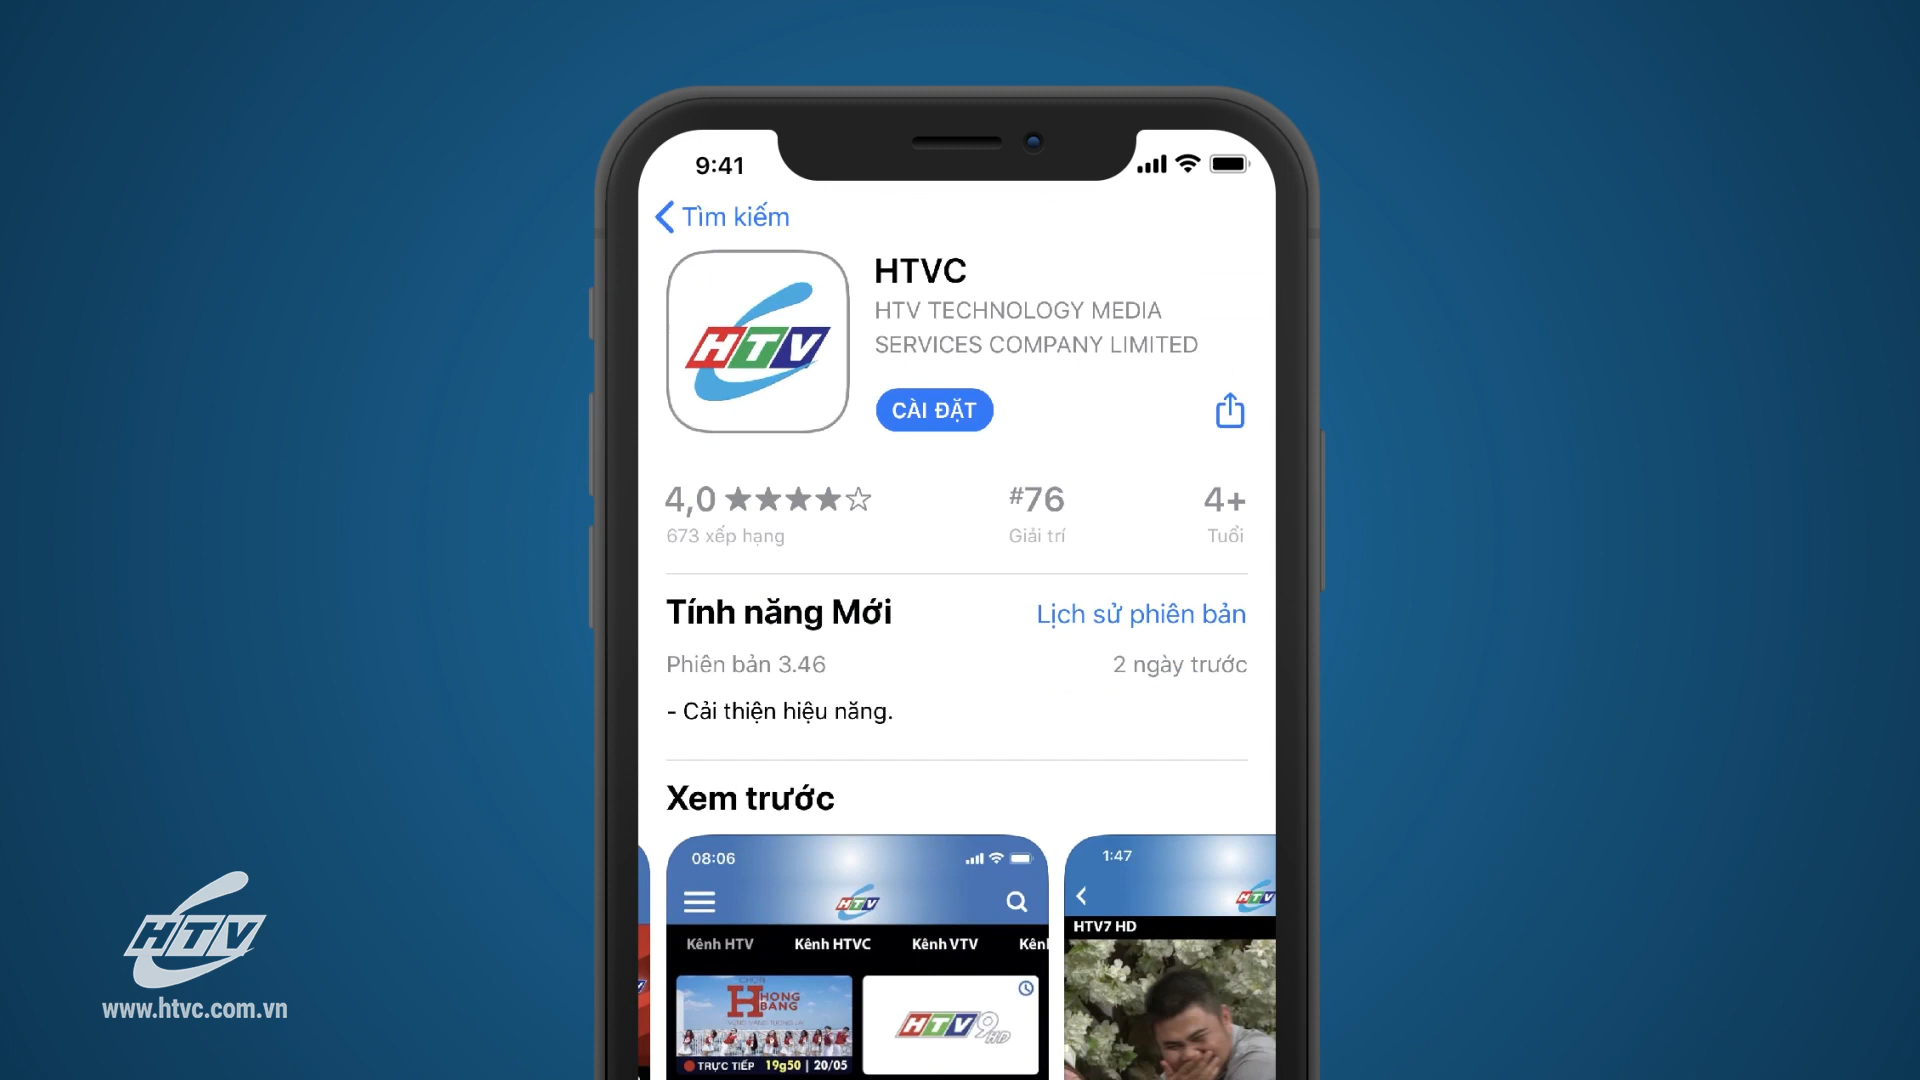 9:41
Tìm kiếm
HTV
HTVC
HTV TECHNOLOGY MEDIA
SERVICES COMPANY LIMITED
CÀI ĐẶT
4,0
673 xếp hạng
#76
Giải trí
4+
Tuổi
Tính năng Mới
Lịch sử phiên bản
Phiên bản 3.46
2 ngày trước
- Cải thiện hiệu năng.
Xem trước
08:06
HTV
Kênh HTV Kênh HTVC Kênh VTV
CHỌN
HONG
BANG
TRỰC TIẾP 19g50 | 20/05
HTV9
HD
1:47
HTV
HTV7 HD
HTV
www.htvc.com.vn